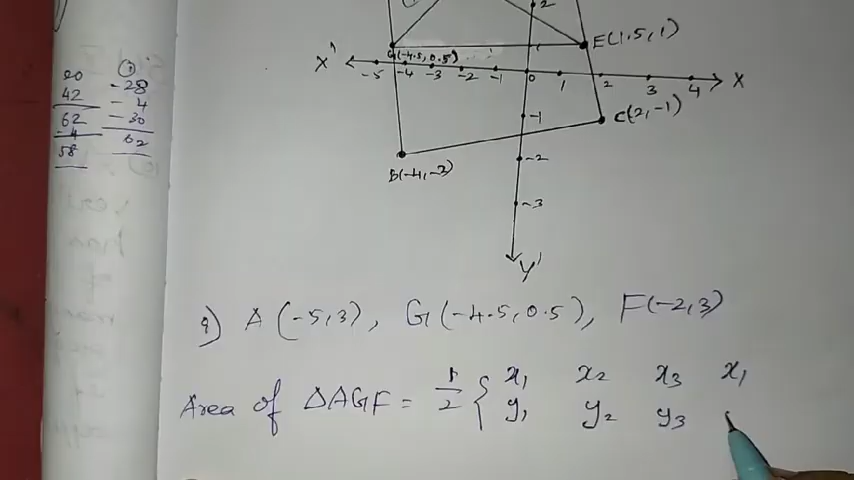 2
E(1.5,1)
G(-4.5,0.5)
X' -5 -4 -3 -2 -1 0 1 2 3 4 X
-1
C(2,-1)
-2
B(-4,-2)
-3
Y'
20
42
62
-4
58
①
-28
- 4
- 30
62
9) A (-5,3), G(-4.5,0.5), F(-2,3)
Area of ΔAGF = 1/2 { x₁ x₂ x₃ x₁
y₁ y₂ y₃